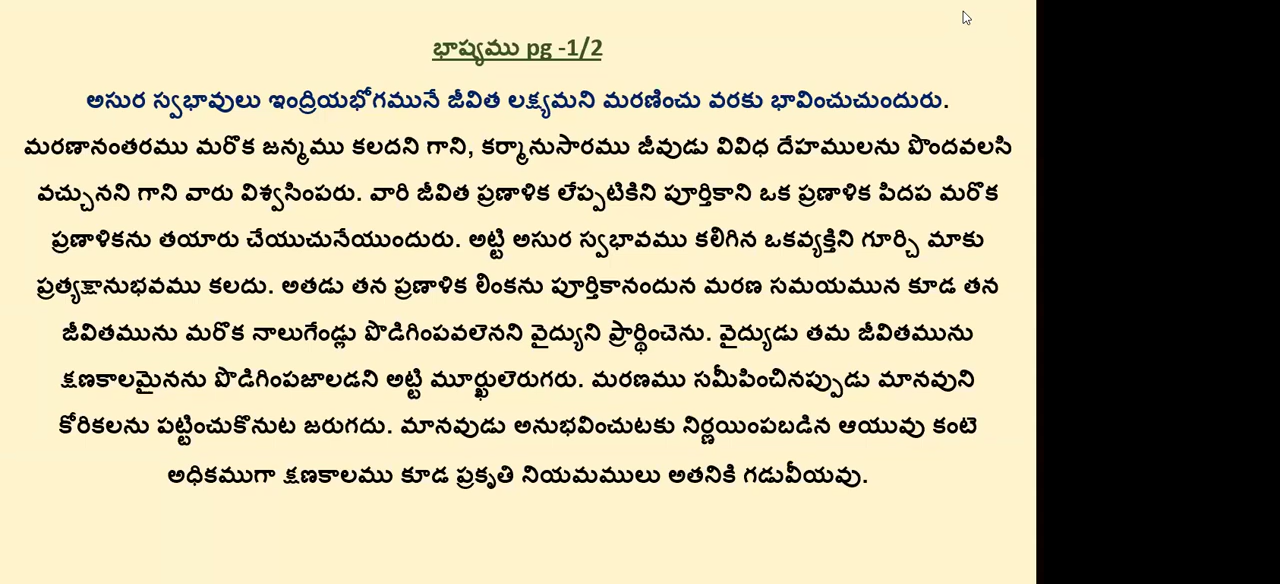 భాష్యము pg -1/2
అసుర స్వభావులు ఇంద్రియభోగమునే జీవిత లక్ష్యమని మరణించు వరకు భావించుచుందురు.
మరణానంతరము మరొక జన్మము కలదని గాని, కర్మానుసారము జీవుడు వివిధ దేహములను పొందవలసి
వచ్చునని గాని వారు విశ్వసింపరు. వారి జీవిత ప్రణాళిక లేప్పటికిని పూర్తికాని ఒక ప్రణాళిక పిదప మరొక
ప్రణాళికను తయారు చేయుచునేయుందురు. అట్టి అసుర స్వభావము కలిగిన ఒకవ్యక్తిని గూర్చి మాకు
ప్రత్యక్షానుభవము కలదు. అతడు తన ప్రణాళిక లింకను పూర్తికానందున మరణ సమయమున కూడ తన
జీవితమును మరొక నాలుగేండ్లు పొడిగింపవలెనని వైద్యుని ప్రార్థించెను. వైద్యుడు తమ జీవితమును
క్షణకాలమైనను పొడిగింపజాలడని అట్టి మూర్ఖులెరుగరు. మరణము సమీపించినప్పుడు మానవుని
కోరికలను పట్టించుకొనుట జరుగదు. మానవుడు అనుభవించుటకు నిర్ణయింపబడిన ఆయువు కంటె
అధికముగా క్షణకాలము కూడ ప్రకృతి నియమములు అతనికి గడువీయవు.